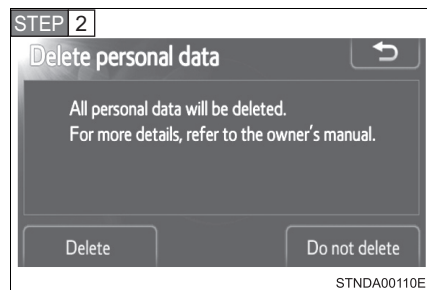 STEP 2
Delete personal data
All personal data will be deleted.
For more details, refer to the owner's manual.
Delete
Do not delete
STNDA00110E